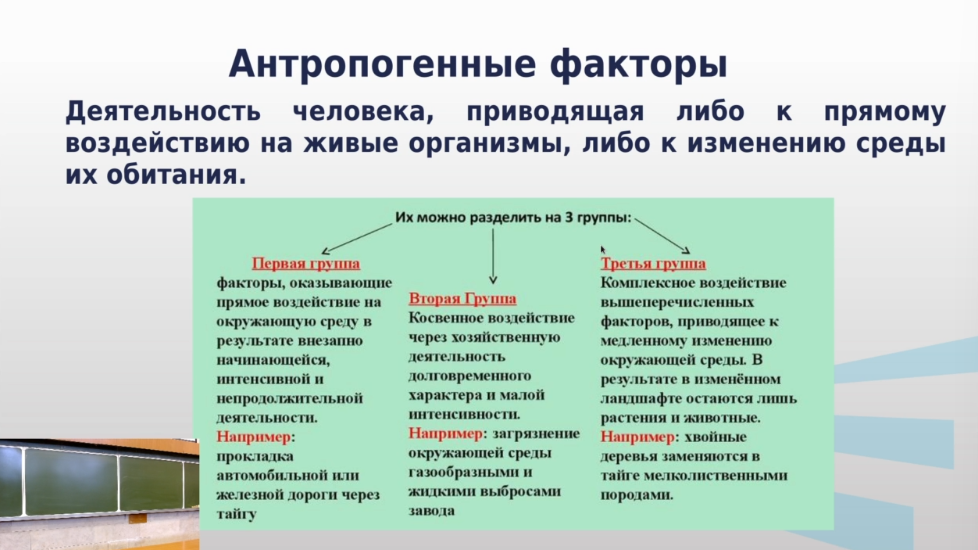 Антропогенные факторы
Деятельность человека, приводящая либо к прямому
воздействию на живые организмы, либо к изменению среды
их обитания.
Их можно разделить на 3 группы:
Первая группа
факторы, оказывающие
прямое воздействие на
окружающую среду в
результате внезапно
начинающейся,
интенсивной и
непродолжительной
деятельности.
Например:
прокладка
автомобильной или
железной дороги через
тайгу
Вторая Группа
Косвенное воздействие
через хозяйственную
деятельность
долговременного
характера и малой
интенсивности.
Например: загрязнение
окружающей среды
газообразными и
жидкими выбросами
завода
Третья группа
Комплексное воздействие
вышеперечисленных
факторов, приводящее к
медленному изменению
окружающей среды. В
результате в изменённом
ландшафте остаются лишь
растения и животные.
Например: хвойные
деревья заменяются в
тайге мелколиственными
породами.